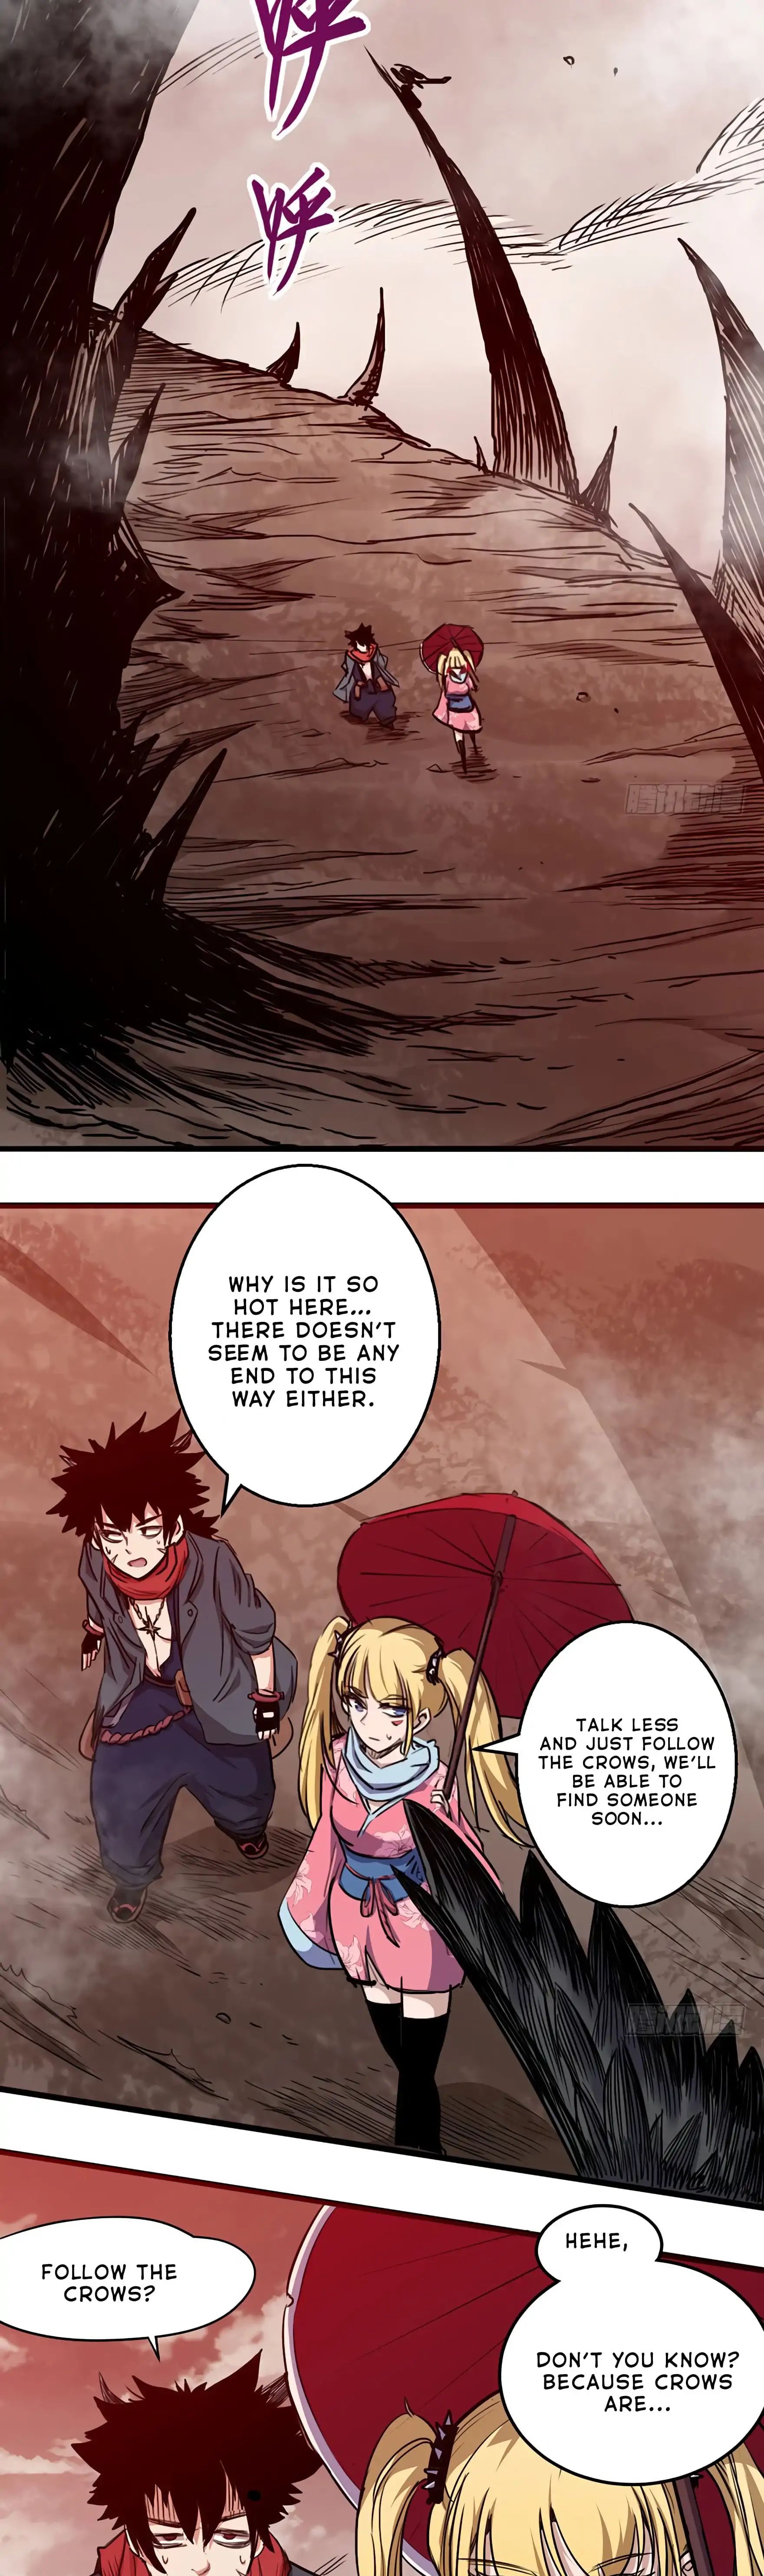 呼
呼
WHY IS IT SO
HOT HERE...
THERE DOESN'T
SEEM TO BE ANY
END TO THIS
WAY EITHER.
TALK LESS
AND JUST FOLLOW
THE CROWS, WE'LL
BE ABLE TO
FIND SOMEONE
SOON...
FOLLOW THE
CROWS?
HEHE,
DON'T YOU KNOW?
BECAUSE CROWS
ARE...